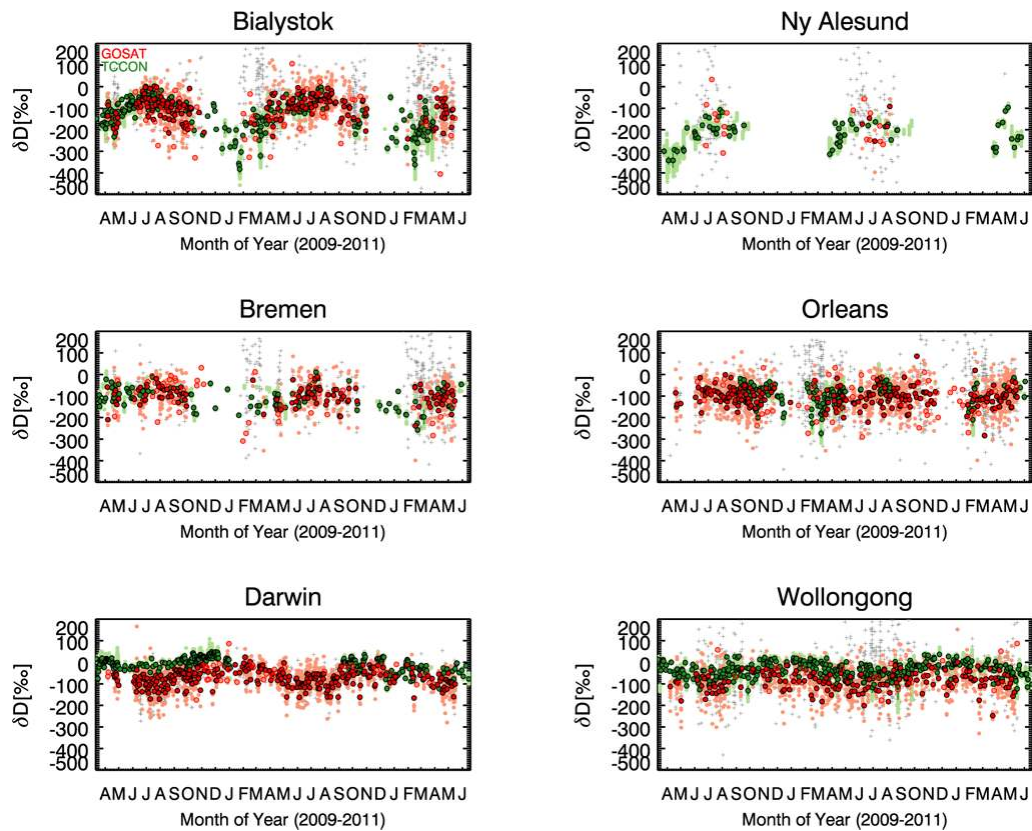 Bialystok
GOSAT
TCCON
200
100
0
-100
-200
-300
-400
-500
δD[‰]
AMJJASONDJFMAMJJASONDJFMAMJ
Month of Year (2009-2011)
Ny Alesund
200
100
0
-100
-200
-300
-400
-500
δD[‰]
AMJJASONDJFMAMJJASONDJFMAMJ
Month of Year (2009-2011)
Bremen
200
100
0
-100
-200
-300
-400
-500
δD[‰]
AMJJASONDJFMAMJJASONDJFMAMJ
Month of Year (2009-2011)
Orleans
200
100
0
-100
-200
-300
-400
-500
δD[‰]
AMJJASONDJFMAMJJASONDJFMAMJ
Month of Year (2009-2011)
Darwin
200
100
0
-100
-200
-300
-400
-500
δD[‰]
AMJJASONDJFMAMJJASONDJFMAMJ
Month of Year (2009-2011)
Wollongong
200
100
0
-100
-200
-300
-400
-500
δD[‰]
AMJJASONDJFMAMJJASONDJFMAMJ
Month of Year (2009-2011)